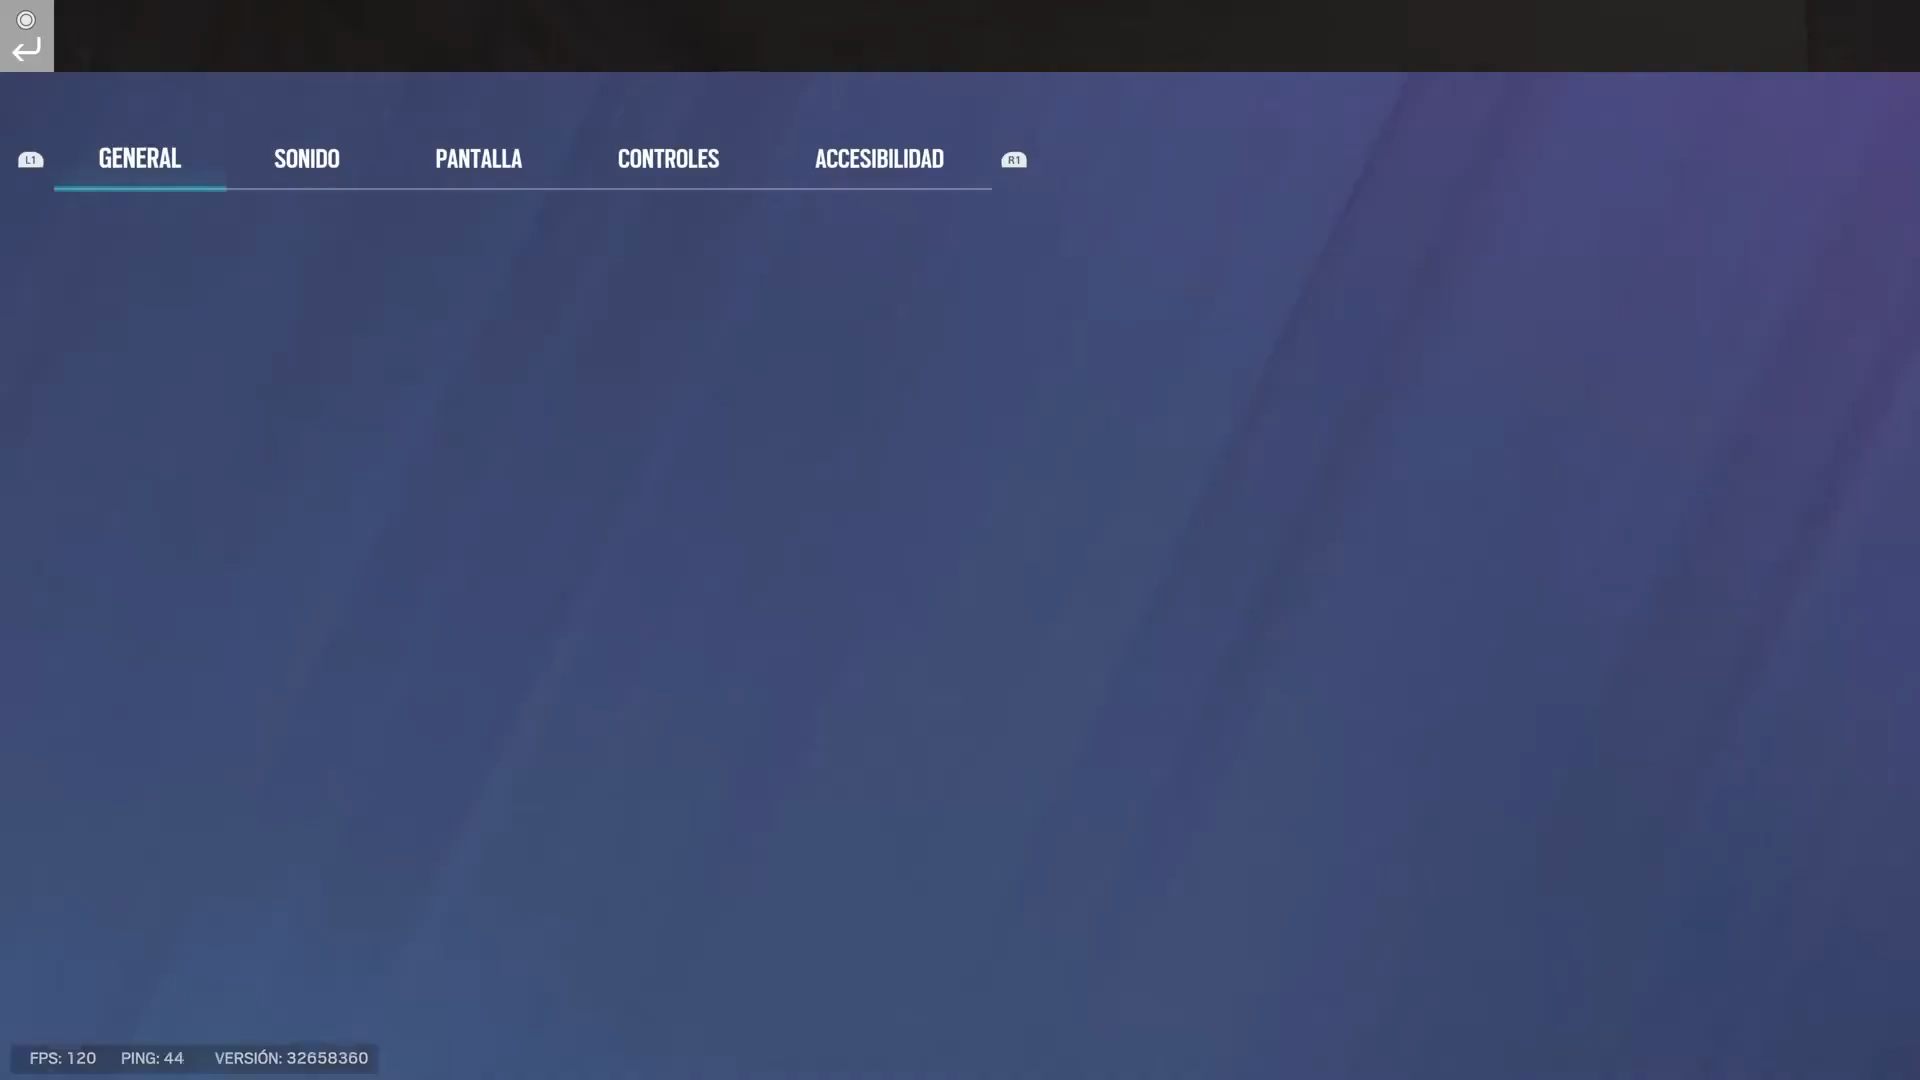 L1 GENERAL SONIDO PANTALLA CONTROLES ACCESIBILIDAD R1
FPS: 120 PING: 44 VERSIÓN: 32658360